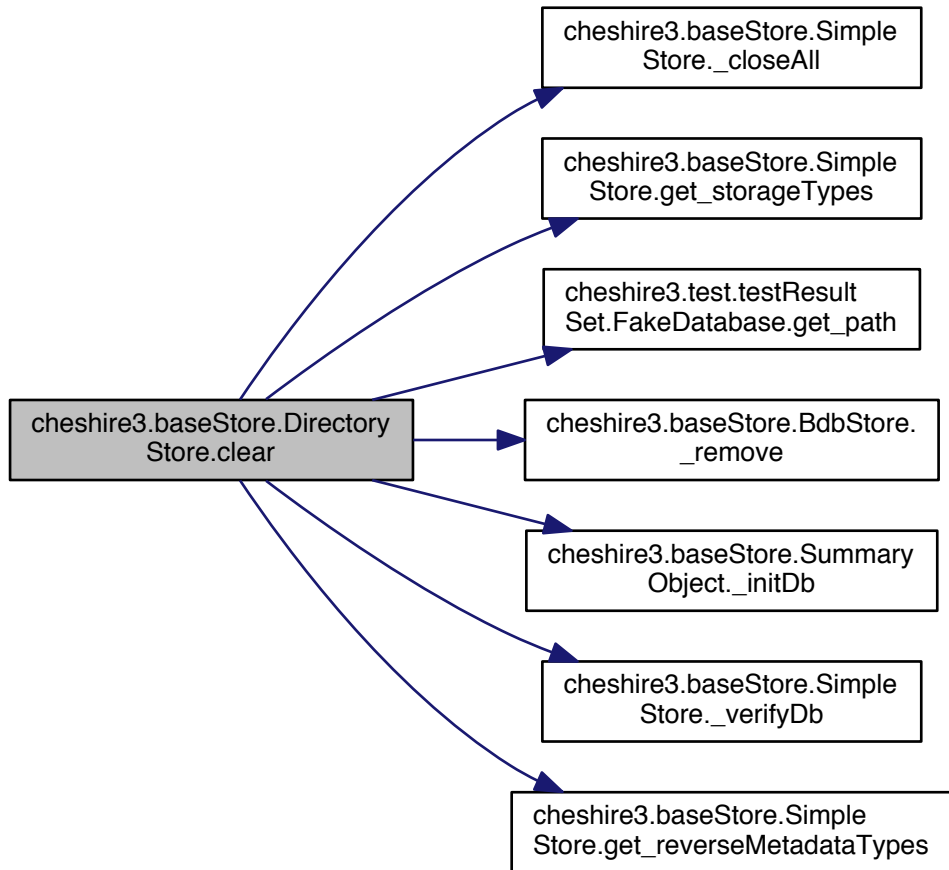 cheshire3.baseStore.Simple
Store._closeAll
cheshire3.baseStore.Simple
Store.get_storageTypes
cheshire3.test.testResult
Set.FakeDatabase.get_path
cheshire3.baseStore.Directory
Store.clear
cheshire3.baseStore.BdbStore.
_remove
cheshire3.baseStore.Summary
Object._initDb
cheshire3.baseStore.Simple
Store._verifyDb
cheshire3.baseStore.Simple
Store.get_reverseMetadataTypes